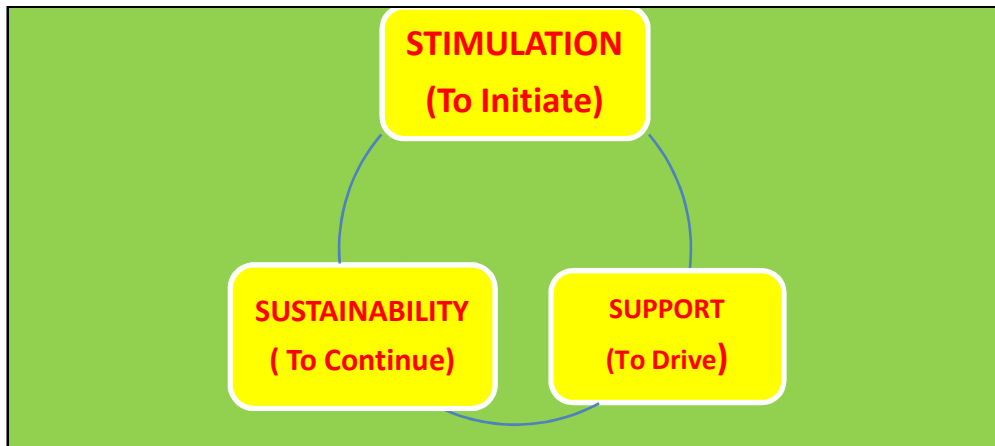 STIMULATION
(To Initiate)
SUSTAINABILITY
( To Continue)
SUPPORT
(To Drive)